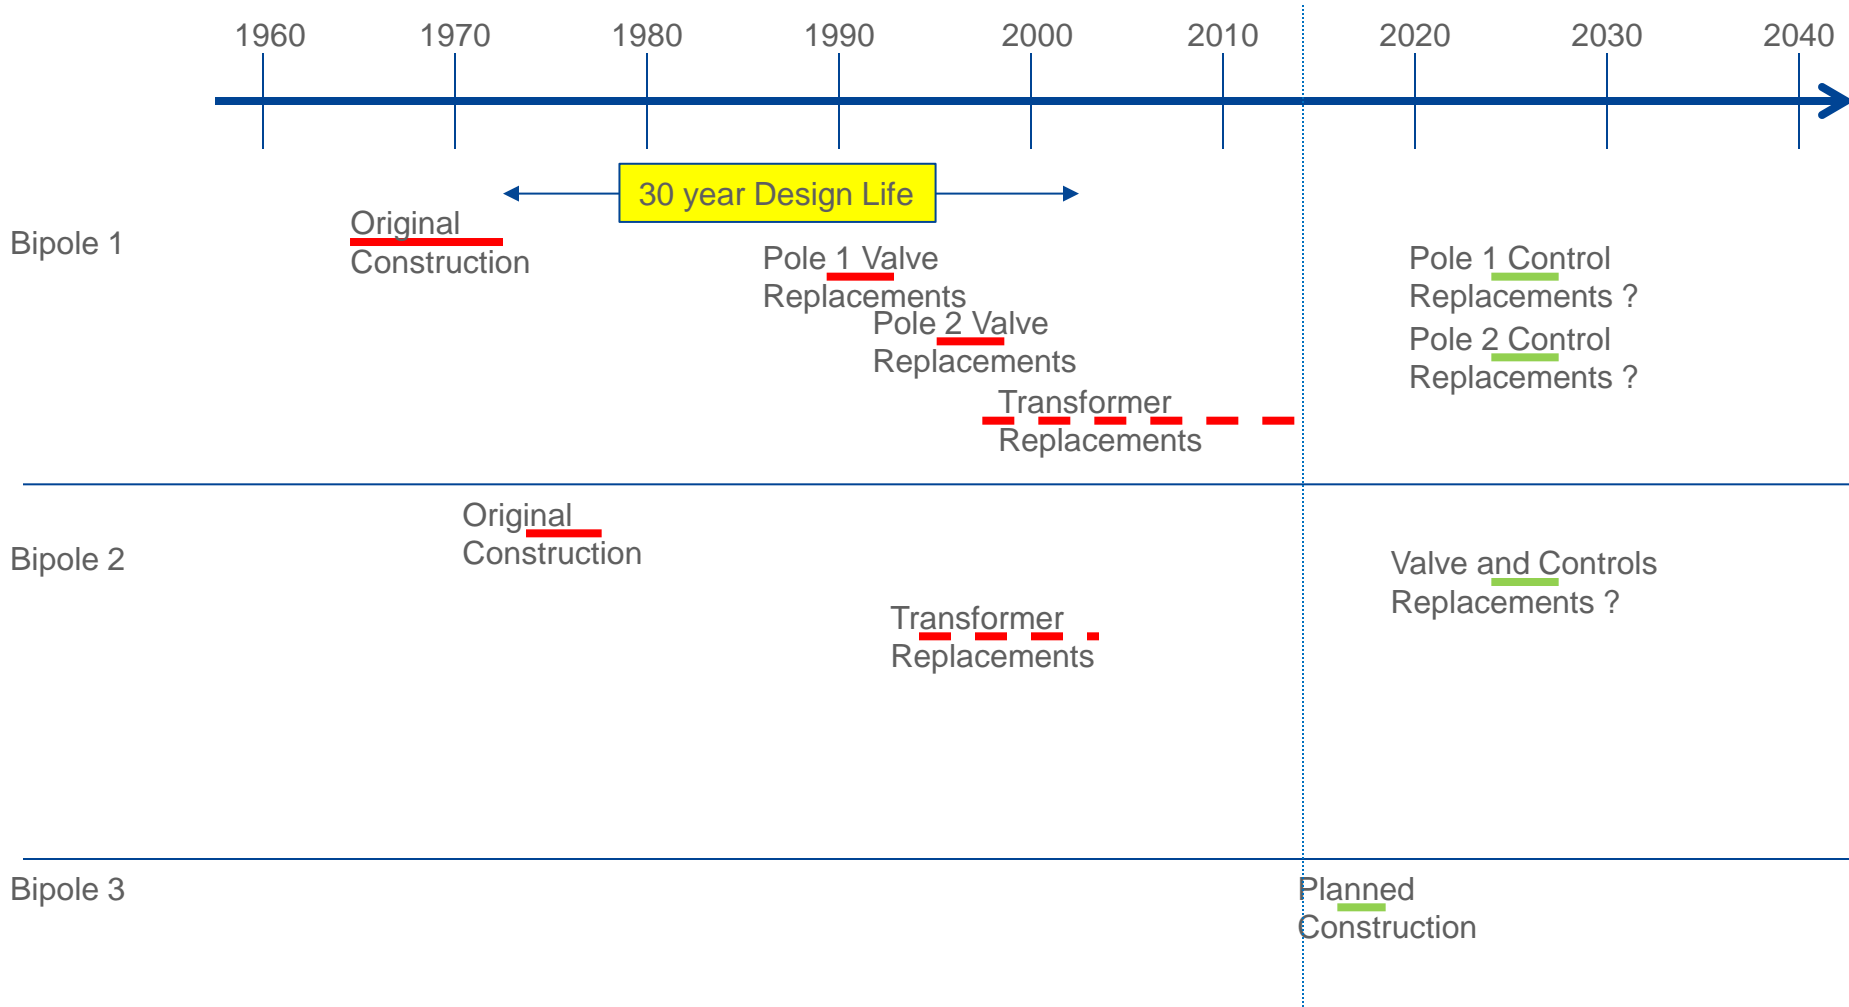 1960 1970 1980 1990 2000 2010 2020 2030 2040
30 year Design Life
Bipole 1
Original
Construction
Pole 1 Valve
Replacements
Pole 2 Valve
Replacements
Transformer
Replacements
Pole 1 Control
Replacements ?
Pole 2 Control
Replacements ?
Bipole 2
Original
Construction
Transformer
Replacements
Valve and Controls
Replacements ?
Bipole 3
Planned
Construction